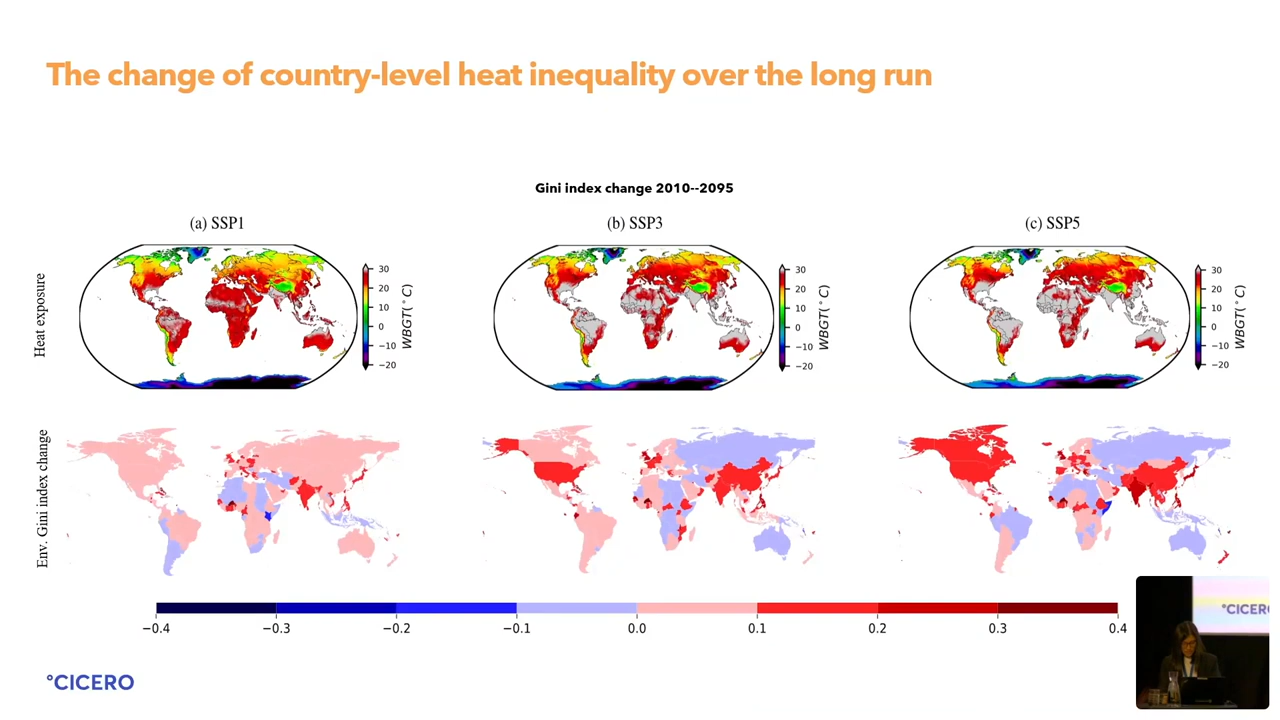 The change of country-level heat inequality over the long run
Gini index change 2010--2095
(a) SSP1
(b) SSP3
(c) SSP5
Heat exposure
30
20
10
0
−10
−20
WBGT(°C)
30
20
10
0
−10
−20
WBGT(°C)
30
20
10
0
−10
−20
WBGT(°C)
Env. Gini index change
−0.4
−0.3
−0.2
−0.1
0.0
0.1
0.2
0.3
0.4
°CICERO
°CICER